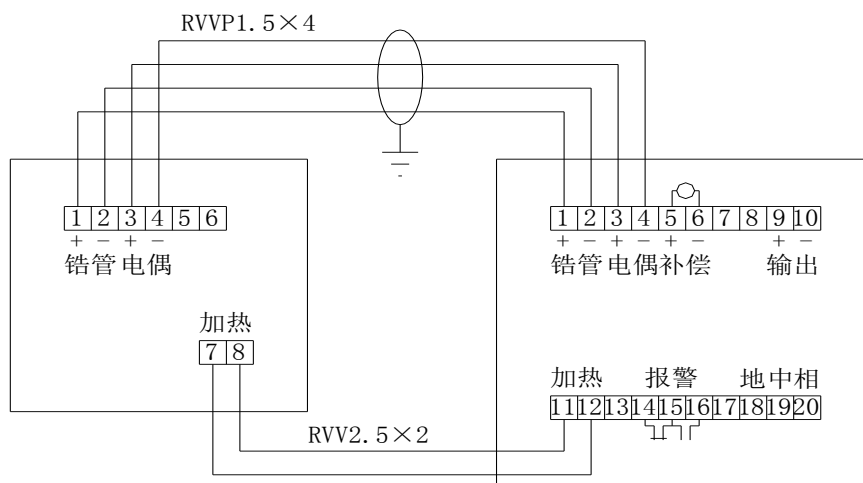 RVVP1.5×4
1 2 3 4 5 6
+ − + −
锆管电偶
1 2 3 4 5 6 7 8 9 10
+ − + − + − + −
锆管电偶补偿 输出
加热
7 8
加热 报警 地中相
11 12 13 14 15 16 17 18 19 20
RVV2.5×2